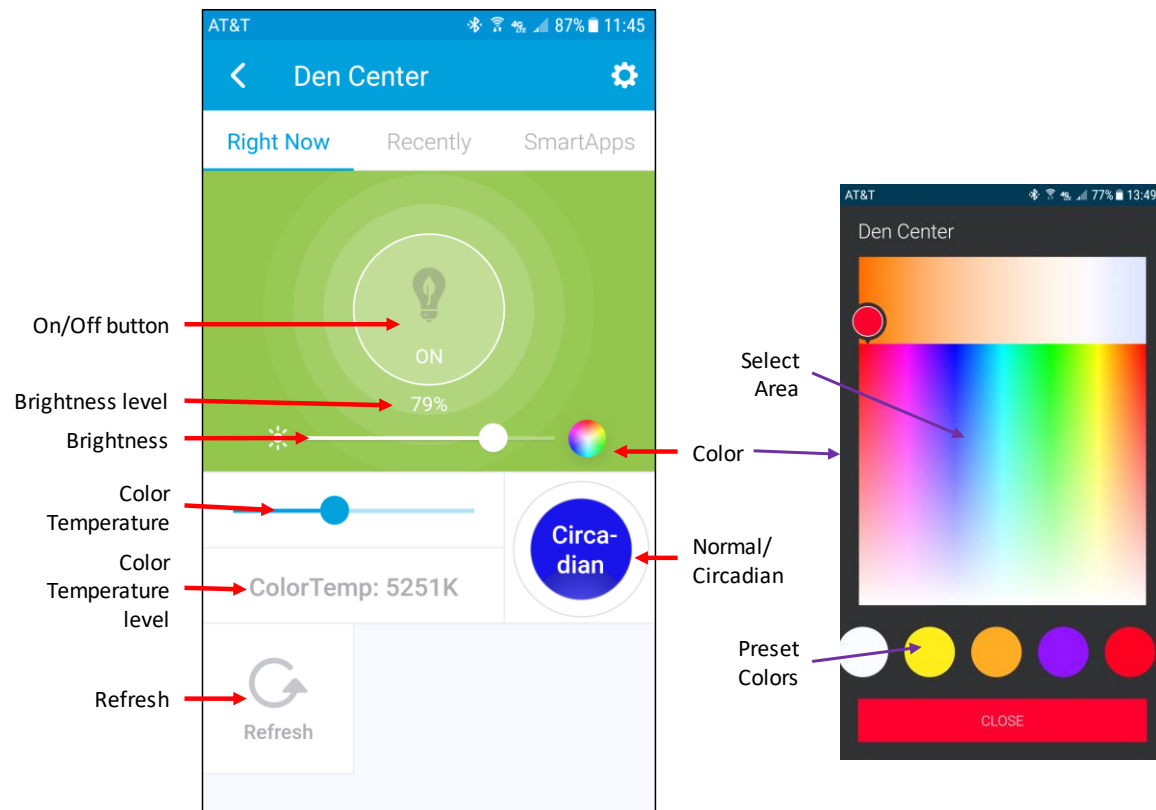 AT&T 87% 11:45
Den Center
Right Now Recently SmartApps
On/Off button
ON
Brightness level
79%
Brightness
Color
Temperature
Circa-
dian
Color
Temperature
level
ColorTemp: 5251K
Normal/
Circadian
Refresh
Refresh
Color
AT&T 4G LTE 77% 13:49
Den Center
Select
Area
Preset
Colors
CLOSE